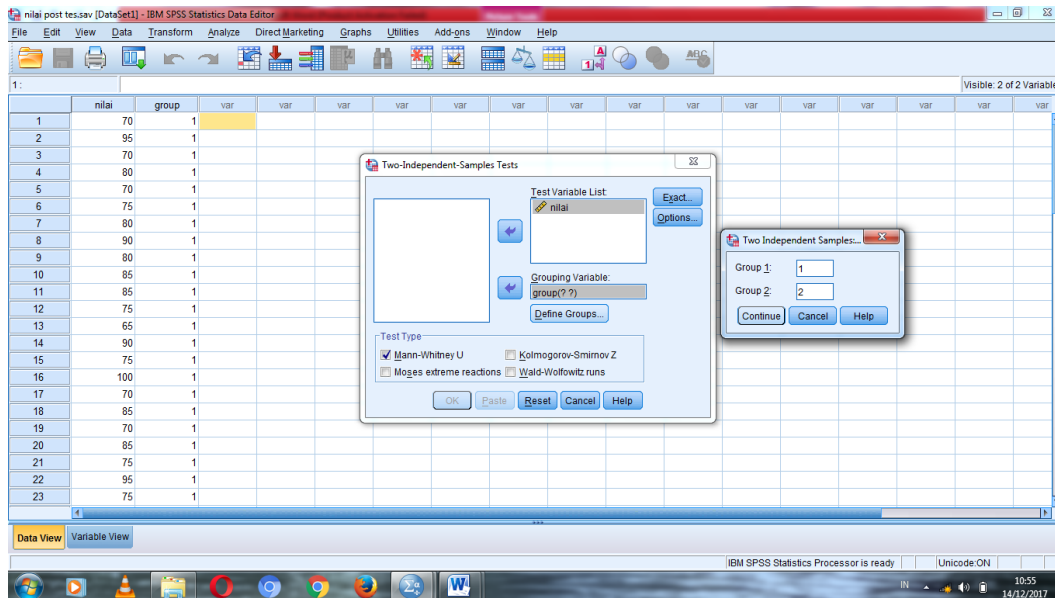 nilai post tes.sav [DataSet1] - IBM SPSS Statistics Data Editor
File Edit View Data Transform Analyze Direct Marketing Graphs Utilities Add-ons Window Help
1 :
Visible: 2 of 2 Variable
nilai group var var var var var var var var var var var var var var
1 70 1
2 95 1
3 70 1
4 80 1
5 70 1
6 75 1
7 80 1
8 90 1
9 80 1
10 85 1
11 85 1
12 75 1
13 65 1
14 90 1
15 75 1
16 100 1
17 70 1
18 85 1
19 70 1
20 85 1
21 75 1
22 95 1
23 75 1
Two-Independent-Samples Tests
Test Variable List:
nilai
Exact...
Options...
Grouping Variable:
group(? ?)
Define Groups...
Test Type
Mann-Whitney U Kolmogorov-Smirnov Z
Moses extreme reactions Wald-Wolfowitz runs
OK Paste Reset Cancel Help
Two Independent Samples:...
Group 1: 1
Group 2: 2
Continue Cancel Help
Data View Variable View
IBM SPSS Statistics Processor is ready Unicode:ON
IN 10:55
14/12/2017